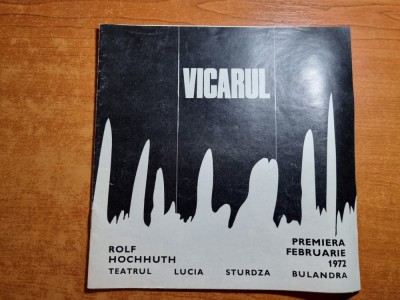 VICARUL
ROLF
HOCHHUTH
PREMIERA
FEBRUARIE
1972
TEATRUL LUCIA STURDZA BULANDRA